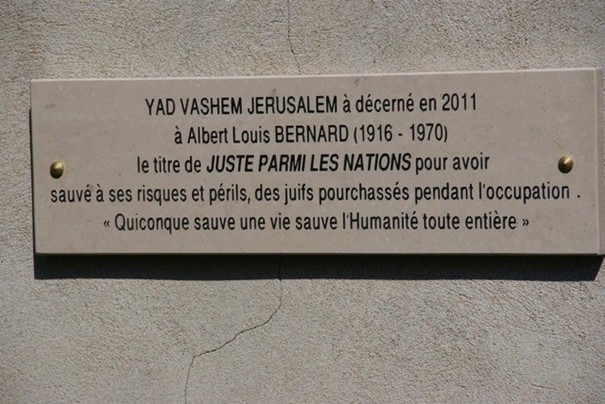 YAD VASHEM JERUSALEM à décerné en 2011
à Albert Louis BERNARD (1916 - 1970)
le titre de JUSTE PARMI LES NATIONS pour avoir
sauvé à ses risques et périls, des juifs pourchassés pendant l'occupation .
« Quiconque sauve une vie sauve l'Humanité toute entière »